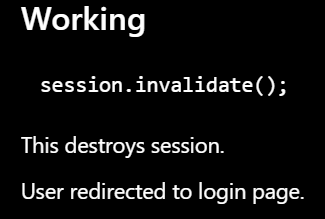 Working
session.invalidate();
This destroys session.
User redirected to login page.